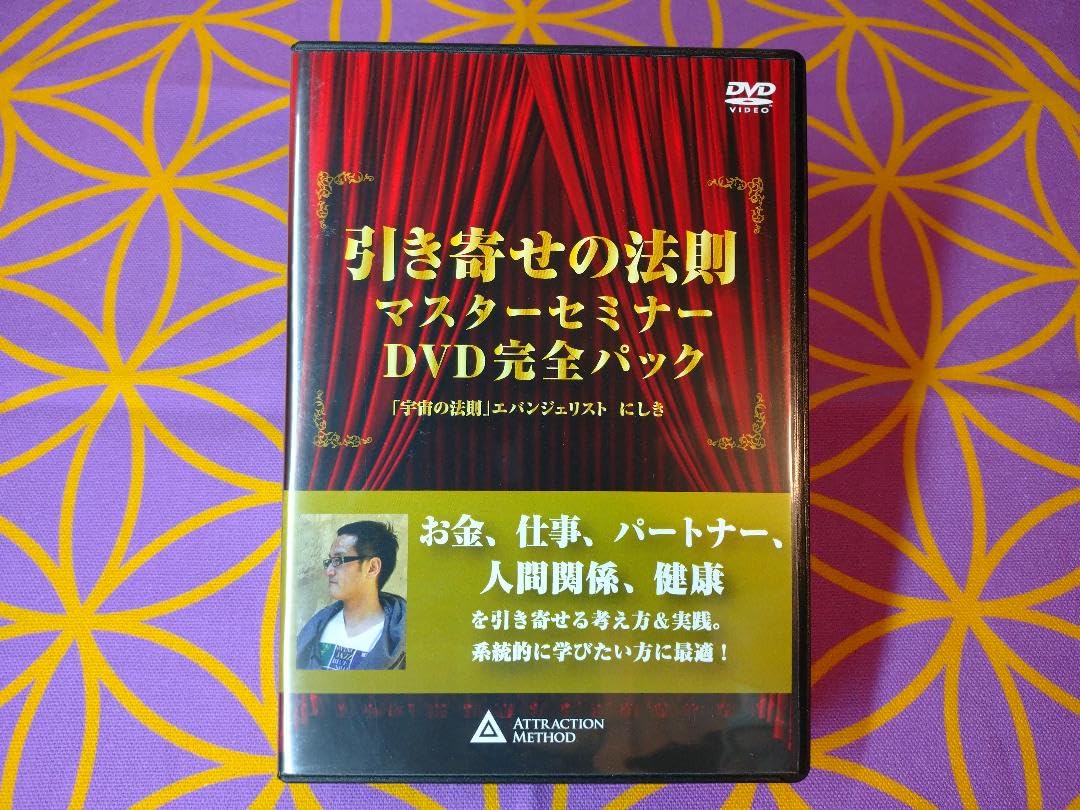 DVD
VIDEO
引き寄せの法則
マスターセミナー
DVD完全パック
「宇宙の法則」エバンジェリスト にしき
お金、仕事、パートナー、
人間関係、健康
を引き寄せる考え方&実践。
系統的に学びたい方に最適!
ATTRACTION
METHOD